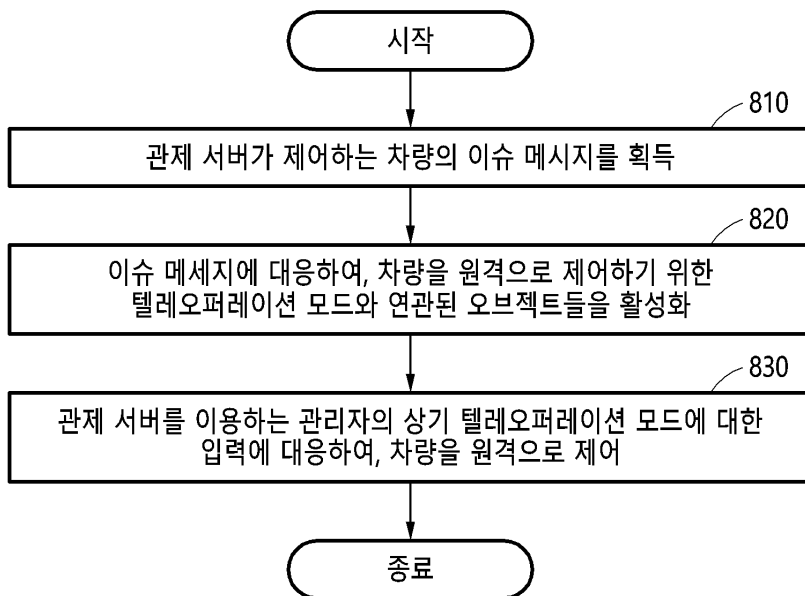 시작
810
관제 서버가 제어하는 차량의 이슈 메시지를 획득
820
이슈 메세지에 대응하여, 차량을 원격으로 제어하기 위한
텔레오퍼레이션 모드와 연관된 오브젝트들을 활성화
830
관제 서버를 이용하는 관리자의 상기 텔레오퍼레이션 모드에 대한
입력에 대응하여, 차량을 원격으로 제어
종료